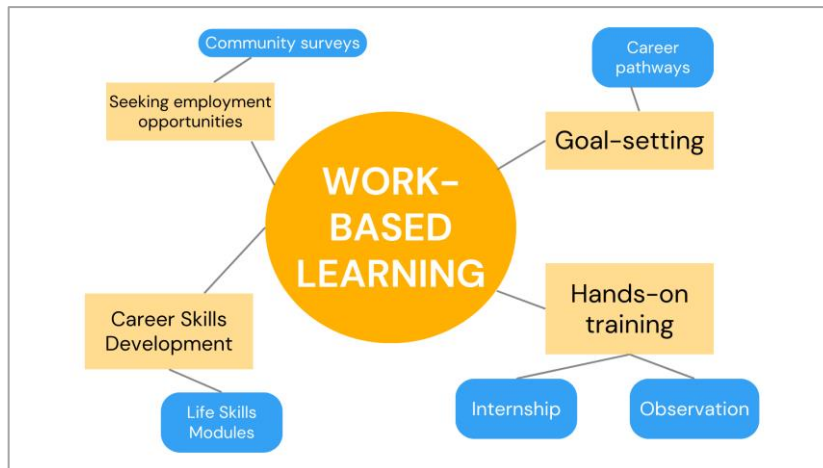 Community surveys
Seeking employment
opportunities
Career
pathways
Goal-setting
WORK-
BASED
LEARNING
Career Skills
Development
Life Skills
Modules
Hands-on
training
Internship
Observation